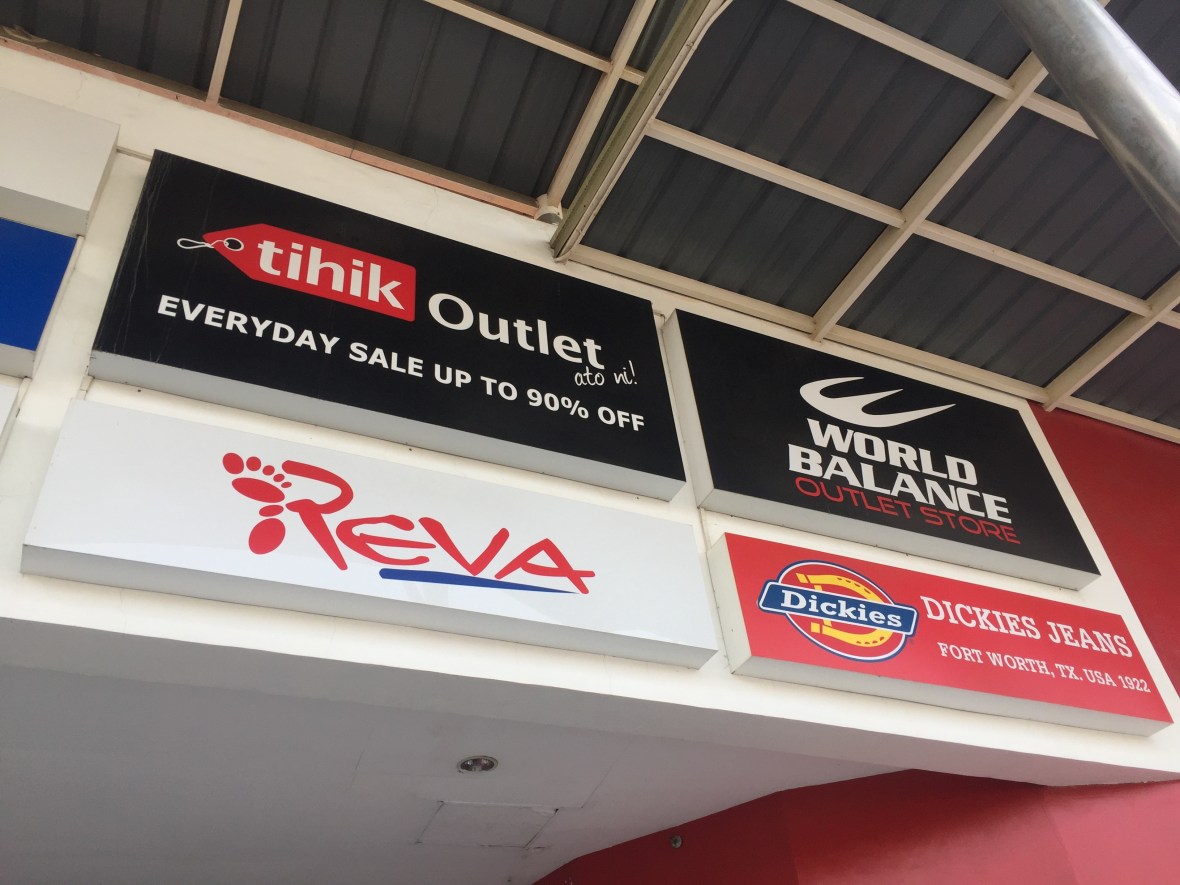 tihik Outlet
ato ni!
EVERYDAY SALE UP TO 90% OFF
REVA
WORLD
BALANCE
OUTLET STORE
Dickies
DICKIES JEANS
FORT WORTH, TX. USA 1922